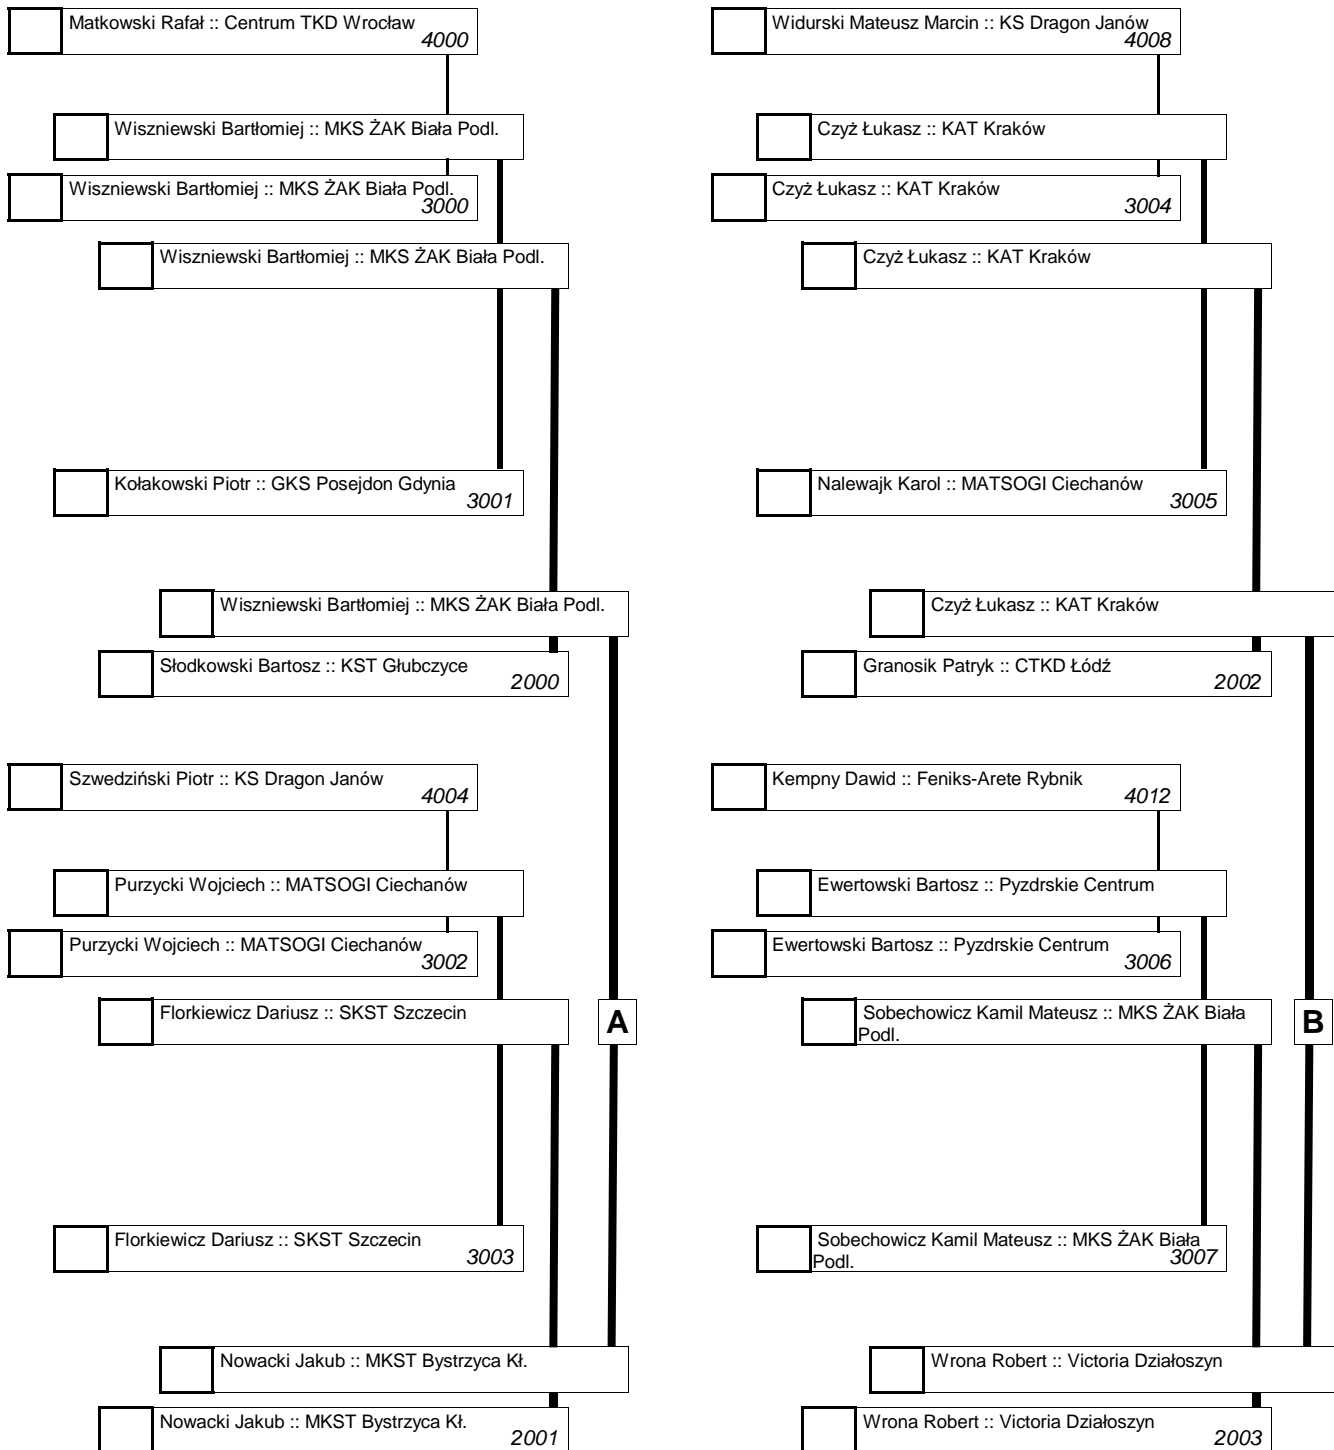 Matkowski Rafał :: Centrum TKD Wrocław
4000
Wiszniewski Bartłomiej :: MKS ŻAK Biała Podl.
Wiszniewski Bartłomiej :: MKS ŻAK Biała Podl.
3000
Wiszniewski Bartłomiej :: MKS ŻAK Biała Podl.
Kołakowski Piotr :: GKS Posejdon Gdynia
3001
Wiszniewski Bartłomiej :: MKS ŻAK Biała Podl.
Słodkowski Bartosz :: KST Głubczyce
2000
Szwedziński Piotr :: KS Dragon Janów
4004
Purzycki Wojciech :: MATSOGI Ciechanów
Purzycki Wojciech :: MATSOGI Ciechanów
3002
Florkiewicz Dariusz :: SKST Szczecin
A
Florkiewicz Dariusz :: SKST Szczecin
3003
Nowacki Jakub :: MKST Bystrzyca Kł.
Nowacki Jakub :: MKST Bystrzyca Kł.
2001
Widurski Mateusz Marcin :: KS Dragon Janów
4008
Czyż Łukasz :: KAT Kraków
Czyż Łukasz :: KAT Kraków
3004
Czyż Łukasz :: KAT Kraków
Nalewajk Karol :: MATSOGI Ciechanów
3005
Czyż Łukasz :: KAT Kraków
Granosik Patryk :: CTKD Łódź
2002
Kempny Dawid :: Feniks-Arete Rybnik
4012
Ewertowski Bartosz :: Pyzdrskie Centrum
Ewertowski Bartosz :: Pyzdrskie Centrum
3006
Sobechowicz Kamil Mateusz :: MKS ŻAK Biała
Podl.
B
Sobechowicz Kamil Mateusz :: MKS ŻAK Biała
Podl.
3007
Wrona Robert :: Victoria Działoszyn
Wrona Robert :: Victoria Działoszyn
2003